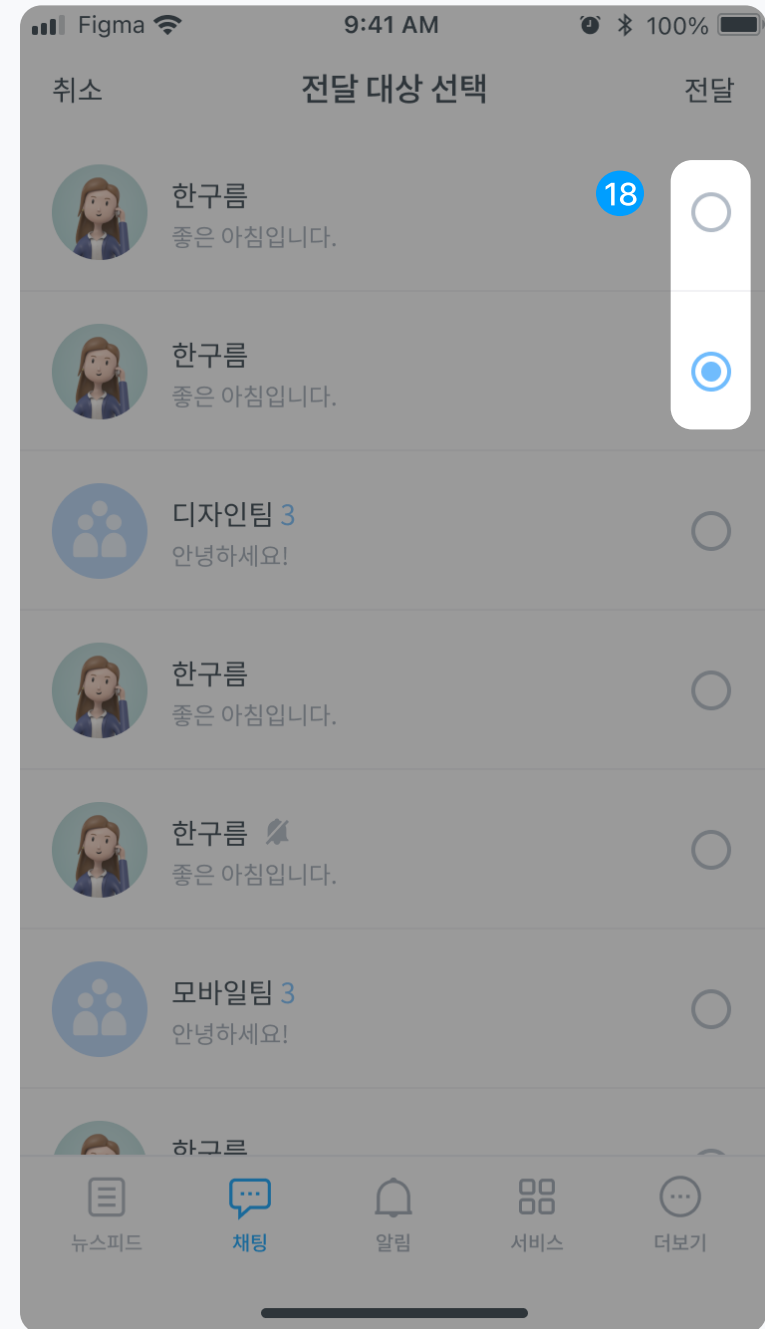 Figma 9:41 AM 100%
취소 전달 대상 선택 전달
한구름
18
좋은 아침입니다.
한구름
좋은 아침입니다.
디자인팀 3
안녕하세요!
한구름
좋은 아침입니다.
한구름
좋은 아침입니다.
모바일팀 3
안녕하세요!
한구름
뉴스피드 채팅 알림 서비스 더보기